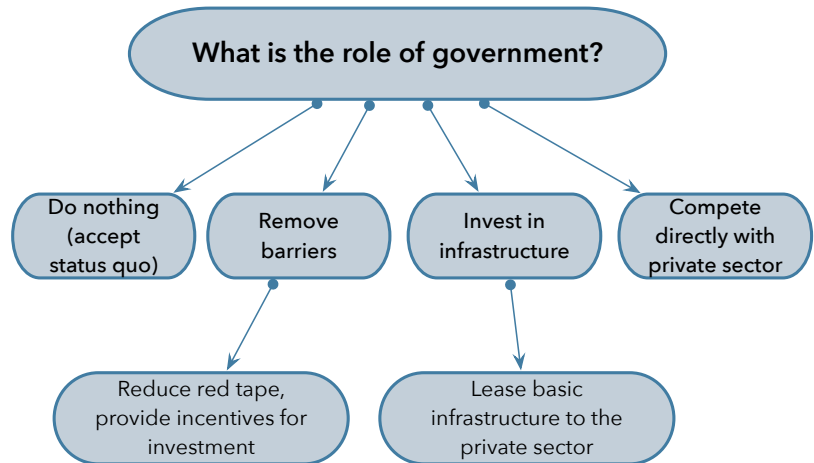 What is the role of government?
Do nothing
(accept
status quo)
Remove
barriers
Invest in
infrastructure
Compete
directly with
private sector
Reduce red tape,
provide incentives for
investment
Lease basic
infrastructure to the
private sector